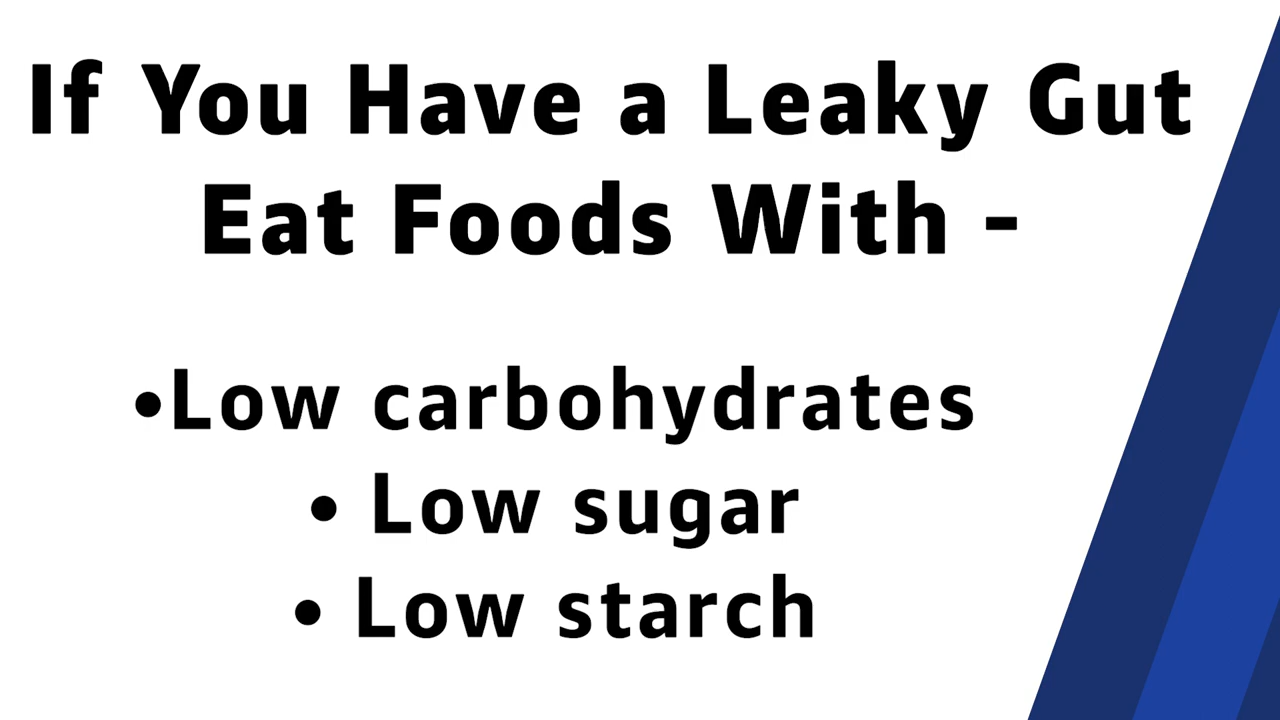 If You Have a Leaky Gut
Eat Foods With -
•Low carbohydrates
• Low sugar
• Low starch